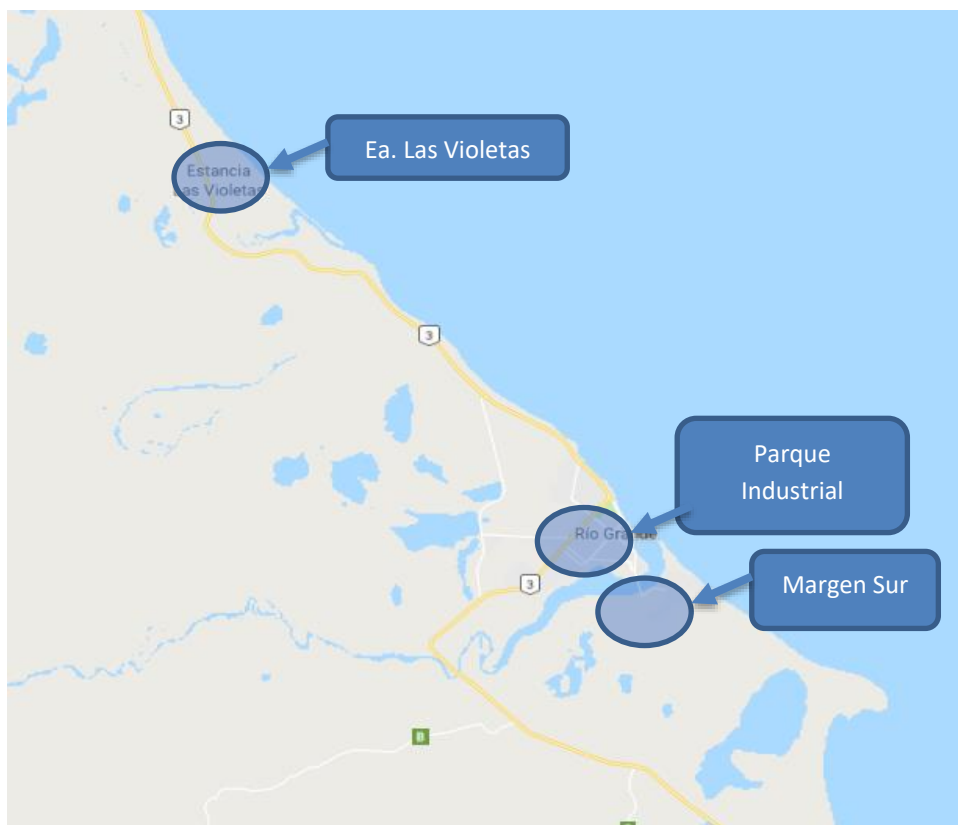 3
Ea. Las Violetas
Estancia
Las Violetas
3
Parque
Industrial
Río Grande
3
Margen Sur
B